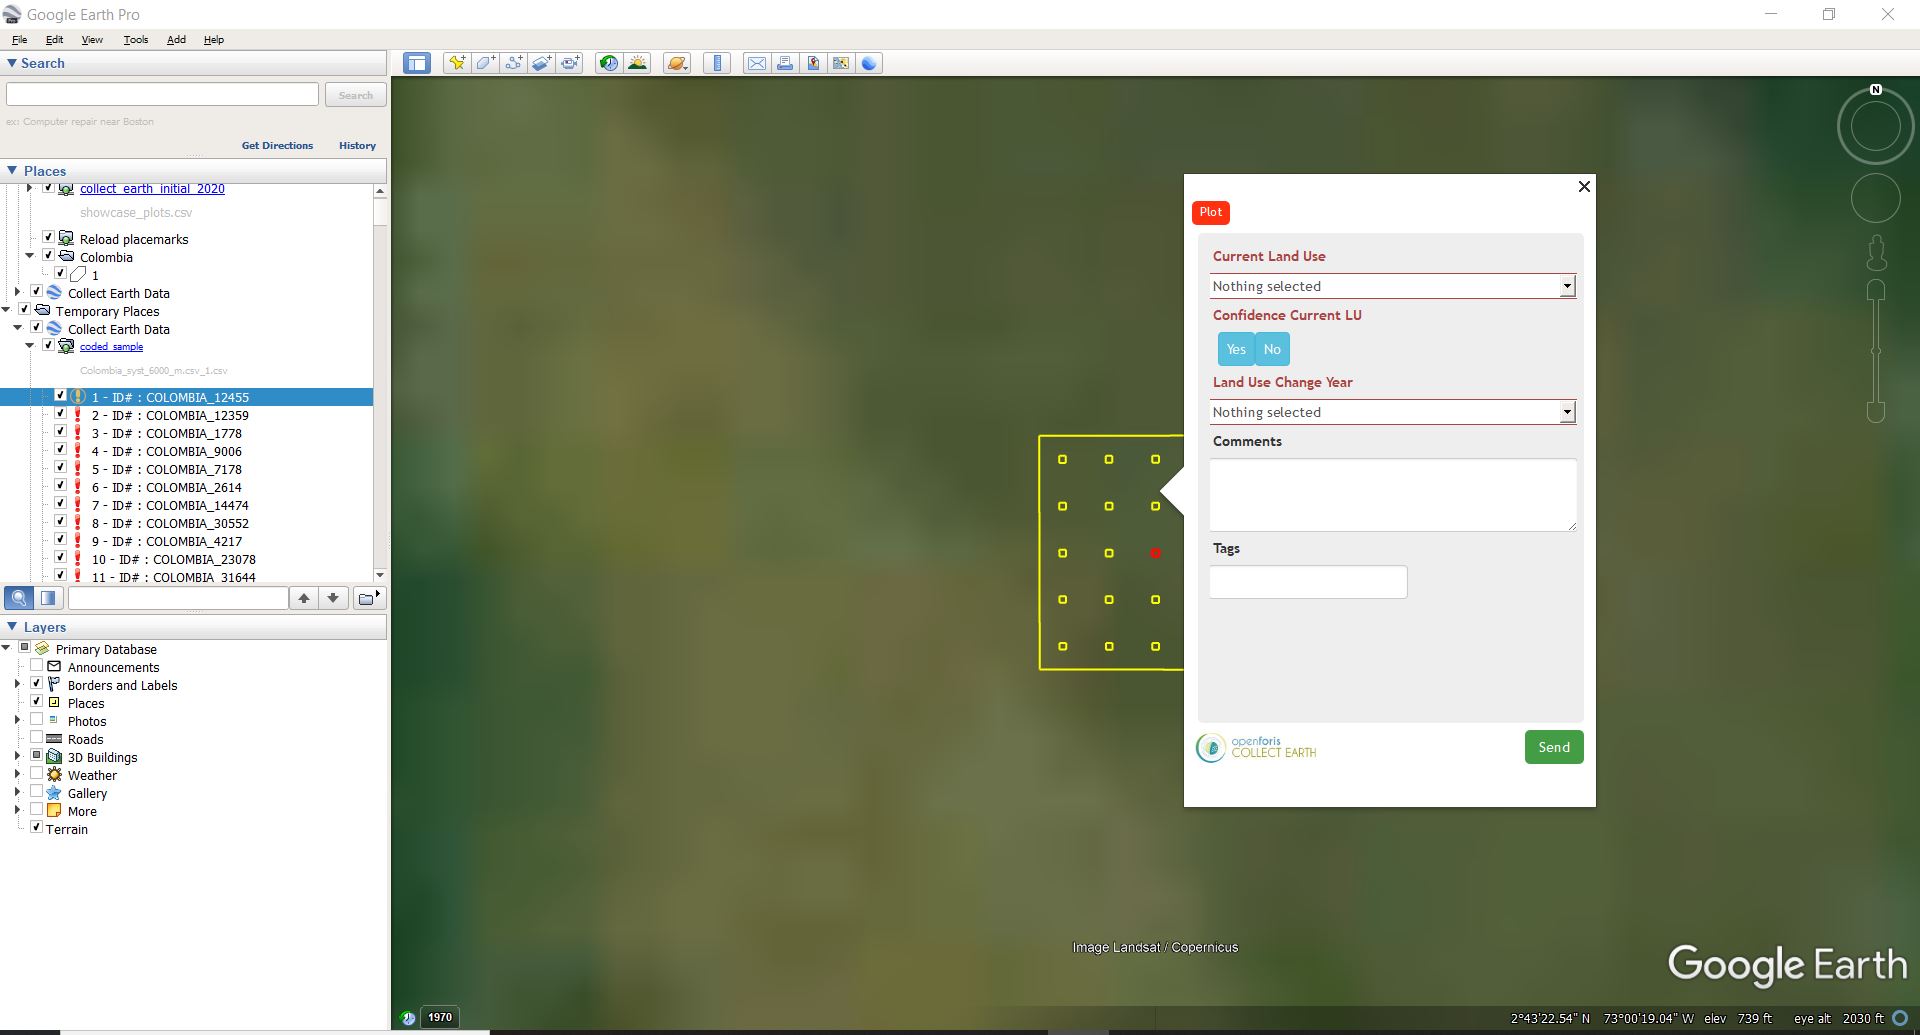 Google Earth Pro
File Edit View Tools Add Help
Search
Search
ex: Computer repair near Boston
Get Directions History
Places
collect_earth_initial_2020
showcase_plots.csv
Reload placemarks
Colombia
1
Collect Earth Data
Temporary Places
Collect Earth Data
coded_sample
Colombia_syst_6000_m.csv_1.csv
1 - ID# : COLOMBIA_12455
2 - ID# : COLOMBIA_12359
3 - ID# : COLOMBIA_1778
4 - ID# : COLOMBIA_9006
5 - ID# : COLOMBIA_7178
6 - ID# : COLOMBIA_2614
7 - ID# : COLOMBIA_14474
8 - ID# : COLOMBIA_30552
9 - ID# : COLOMBIA_4217
10 - ID# : COLOMBIA_23078
11 - ID# : COLOMBIA_31644
Layers
Primary Database
Announcements
Borders and Labels
Places
Photos
Roads
3D Buildings
Weather
Gallery
More
Terrain
N
Plot
Current Land Use
Nothing selected
Confidence Current LU
Yes No
Land Use Change Year
Nothing selected
Comments
Tags
openforis
COLLECT EARTH
Send
Image Landsat / Copernicus
Google Earth
1970
2°43'22.54" N 73°00'19.04" W elev 739 ft eye alt 2030 ft